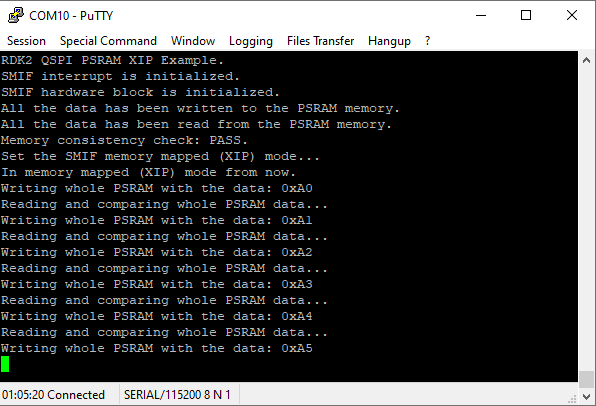 COM10 - PuTTY
Session Special Command Window Logging Files Transfer Hangup ?
RDK2 QSPI PSRAM XIP Example.
SMIF interrupt is initialized.
SMIF hardware block is initialized.
All the data has been written to the PSRAM memory.
All the data has been read from the PSRAM memory.
Memory consistency check: PASS.
Set the SMIF memory mapped (XIP) mode...
In memory mapped (XIP) mode from now.
Writing whole PSRAM with the data: 0xA0
Reading and comparing whole PSRAM data...
Writing whole PSRAM with the data: 0xA1
Reading and comparing whole PSRAM data...
Writing whole PSRAM with the data: 0xA2
Reading and comparing whole PSRAM data...
Writing whole PSRAM with the data: 0xA3
Reading and comparing whole PSRAM data...
Writing whole PSRAM with the data: 0xA4
Reading and comparing whole PSRAM data...
Writing whole PSRAM with the data: 0xA5
01:05:20 Connected SERIAL/115200 8 N 1